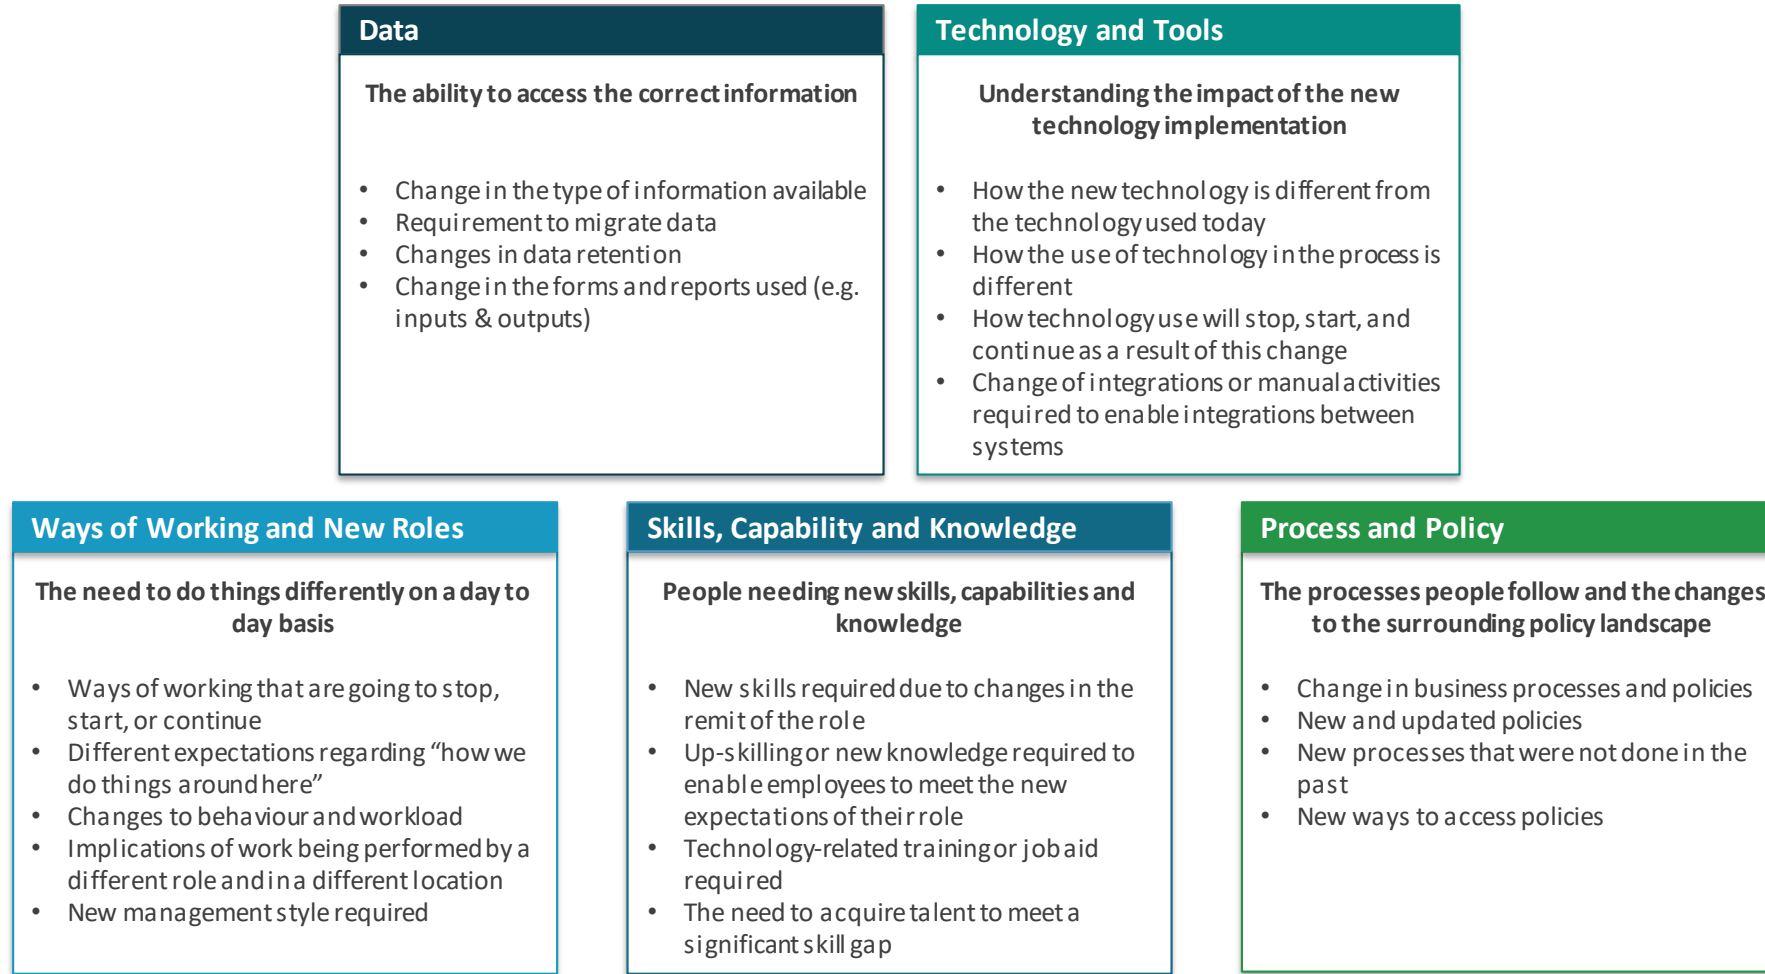 Data
The ability to access the correct information
• Change in the type of information available
• Requirement to migrate data
• Changes in data retention
• Change in the forms and reports used (e.g.
inputs & outputs)
Technology and Tools
Understanding the impact of the new
technology implementation
• How the new technology is different from
the technology used today
• How the use of technology in the process is
different
• How technology use will stop, start, and
continue as a result of this change
• Change of integrations or manual activities
required to enable integrations between
systems
Ways of Working and New Roles
The need to do things differently on a day to
day basis
• Ways of working that are going to stop,
start, or continue
• Different expectations regarding “how we
do things around here”
• Changes to behaviour and workload
• Implications of work being performed by a
different role and in a different location
• New management style required
Skills, Capability and Knowledge
People needing new skills, capabilities and
knowledge
• New skills required due to changes in the
remit of the role
• Up-skilling or new knowledge required to
enable employees to meet the new
expectations of their role
• Technology-related training or job aid
required
• The need to acquire talent to meet a
significant skill gap
Process and Policy
The processes people follow and the changes
to the surrounding policy landscape
• Change in business processes and policies
• New and updated policies
• New processes that were not done in the
past
• New ways to access policies